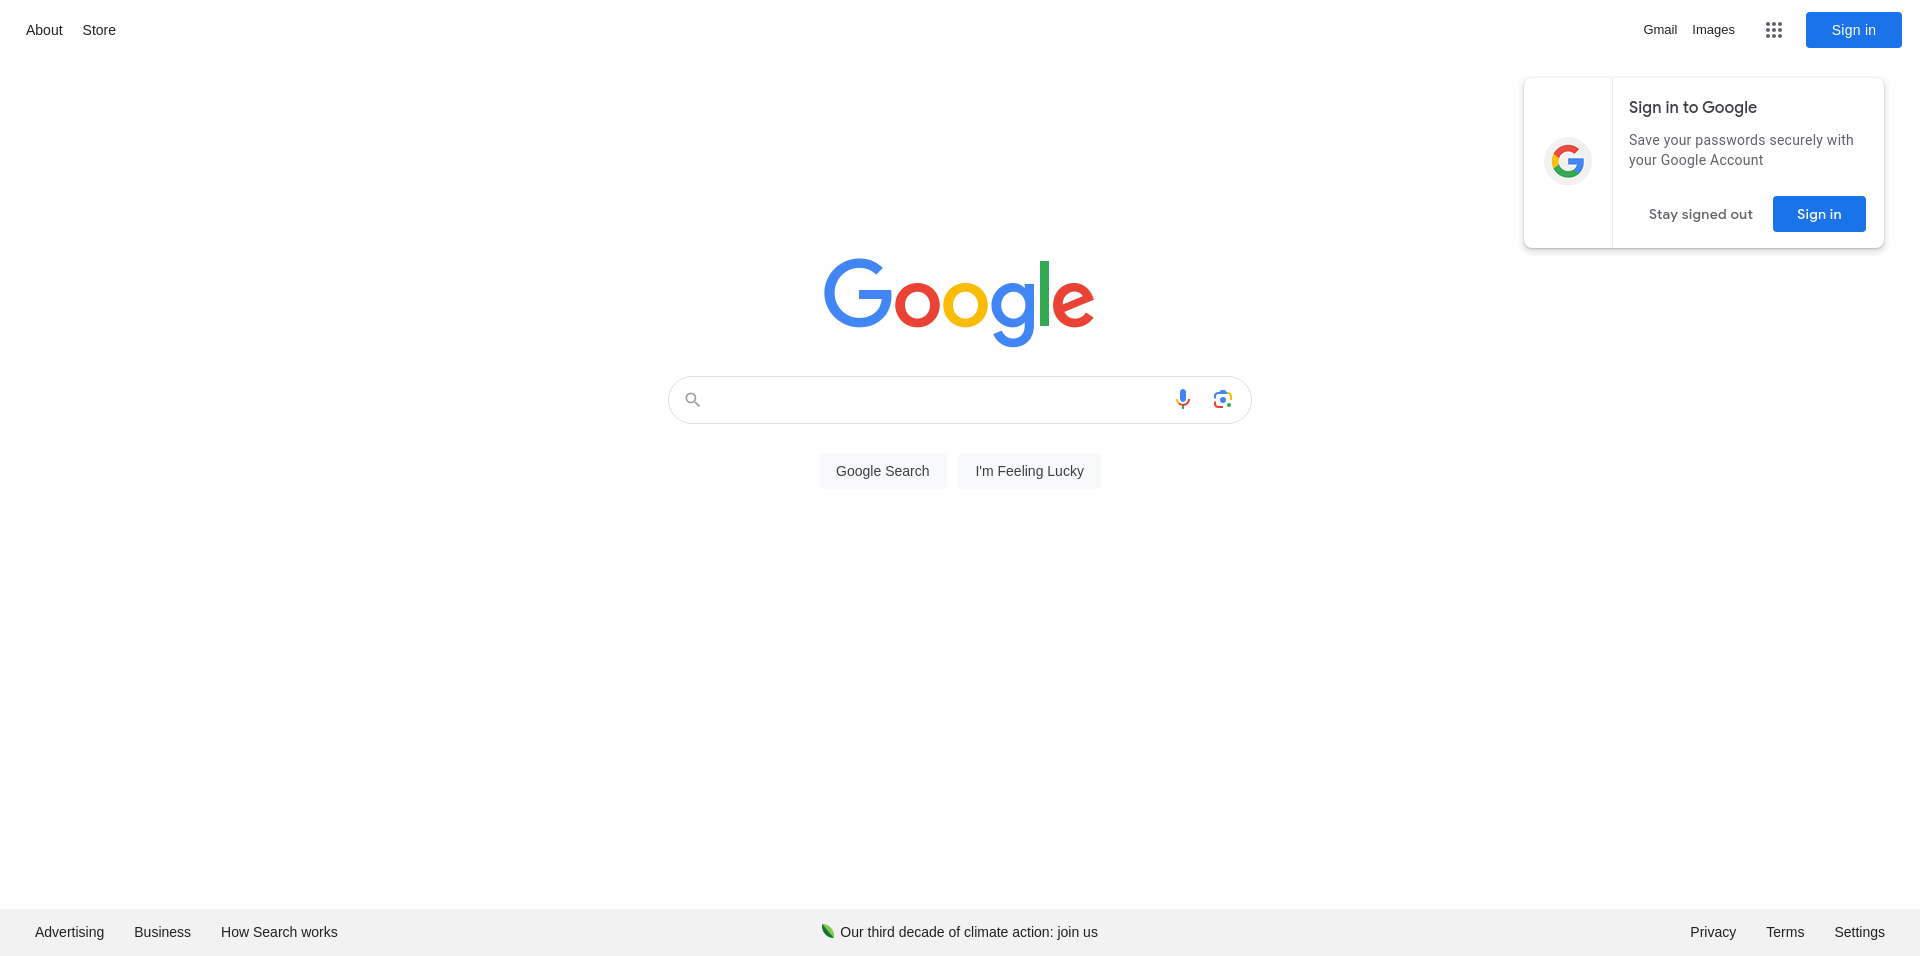 About Store Gmail Images Sign in
Sign in to Google
Save your passwords securely with
your Google Account
Stay signed out Sign in
Google
Google Search I'm Feeling Lucky
Advertising Business How Search works Our third decade of climate action: join us Privacy Terms Settings